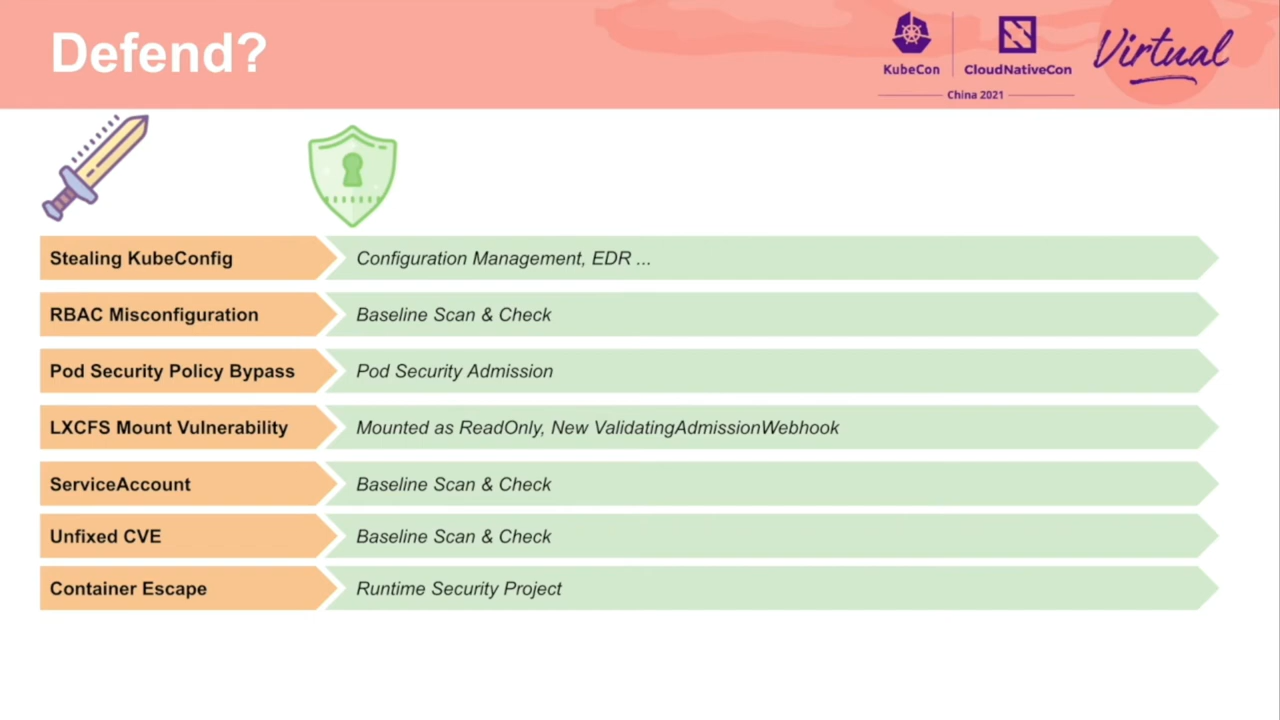 Defend?
KubeCon
CloudNativeCon
China 2021
Virtual
Stealing KubeConfig
Configuration Management, EDR ...
RBAC Misconfiguration
Baseline Scan & Check
Pod Security Policy Bypass
Pod Security Admission
LXCFS Mount Vulnerability
Mounted as ReadOnly, New ValidatingAdmissionWebhook
ServiceAccount
Baseline Scan & Check
Unfixed CVE
Baseline Scan & Check
Container Escape
Runtime Security Project